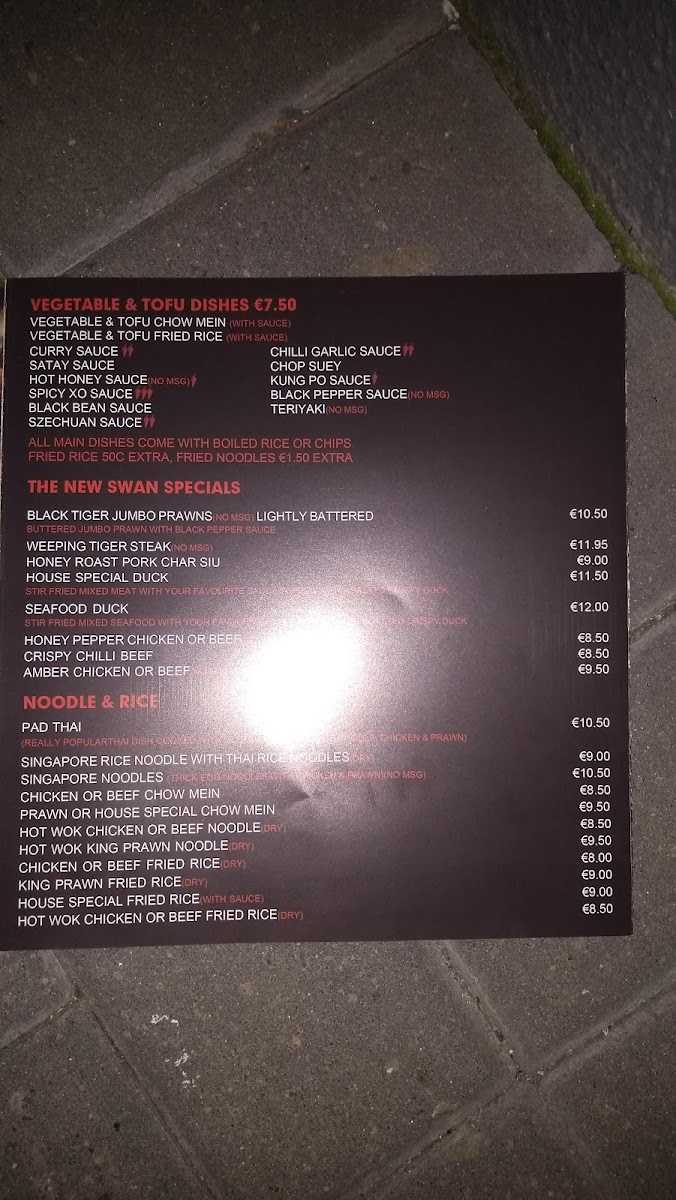 VEGETABLE & TOFU DISHES €7.50
VEGETABLE & TOFU CHOW MEIN (WITH SAUCE)
VEGETABLE & TOFU FRIED RICE (WITH SAUCE)
CURRY SAUCE
SATAY SAUCE
HOT HONEY SAUCE(NO MSG)
SPICY XO SAUCE
BLACK BEAN SAUCE
SZECHUAN SAUCE
CHILLI GARLIC SAUCE
CHOP SUEY
KUNG PO SAUCE
BLACK PEPPER SAUCE(NO MSG)
TERIYAKI(NO MSG)
ALL MAIN DISHES COME WITH BOILED RICE OR CHIPS
FRIED RICE 50C EXTRA, FRIED NOODLES €1.50 EXTRA
THE NEW SWAN SPECIALS
BLACK TIGER JUMBO PRAWNS(NO MSG) LIGHTLY BATTERED €10.50
BUTTERED JUMBO PRAWN WITH BLACK PEPPER SAUCE
WEEPING TIGER STEAK(NO MSG) €11.95
HONEY ROAST PORK CHAR SIU €9.00
HOUSE SPECIAL DUCK €11.50
STIR FRIED MIXED MEAT WITH YOUR FAVOURITE DUCK
SEAFOOD DUCK €12.00
STIR FRIED MIXED SEAFOOD WITH YOUR CRISPY DUCK
HONEY PEPPER CHICKEN OR BEEF €8.50
CRISPY CHILLI BEEF €8.50
AMBER CHICKEN OR BEEF €9.50
NOODLE & RICE
PAD THAI €10.50
(REALLY POPULARTHAI DISH COOKED CHICKEN & PRAWN)
SINGAPORE RICE NOODLE WITH THAI RICE NOODLES(DRY) €9.00
SINGAPORE NOODLES (THICK EGG NOODLES WITH CHICKEN & PRAWN)(NO MSG) €10.50
CHICKEN OR BEEF CHOW MEIN €8.50
PRAWN OR HOUSE SPECIAL CHOW MEIN €9.50
HOT WOK CHICKEN OR BEEF NOODLE(DRY) €8.50
HOT WOK KING PRAWN NOODLE(DRY) €9.50
CHICKEN OR BEEF FRIED RICE(DRY) €8.00
KING PRAWN FRIED RICE(DRY) €9.00
HOUSE SPECIAL FRIED RICE(WITH SAUCE) €9.00
HOT WOK CHICKEN OR BEEF FRIED RICE(DRY) €8.50